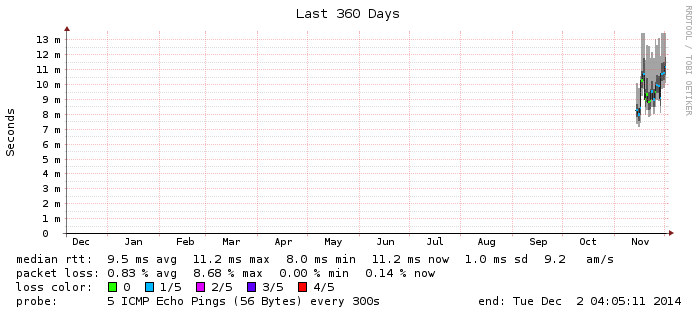 Last 360 Days
RRDTOOL / TOBI OETIKER
Seconds
13 m
12 m
11 m
10 m
9 m
8 m
7 m
6 m
5 m
4 m
3 m
2 m
1 m
0
Dec Jan Feb Mar Apr May Jun Jul Aug Sep Oct Nov
median rtt: 9.5 ms avg 11.2 ms max 8.0 ms min 11.2 ms now 1.0 ms sd 9.2 am/s
packet loss: 0.83 % avg 8.68 % max 0.00 % min 0.14 % now
loss color: 0 1/5 2/5 3/5 4/5
probe: 5 ICMP Echo Pings (56 Bytes) every 300s end: Tue Dec 2 04:05:11 2014